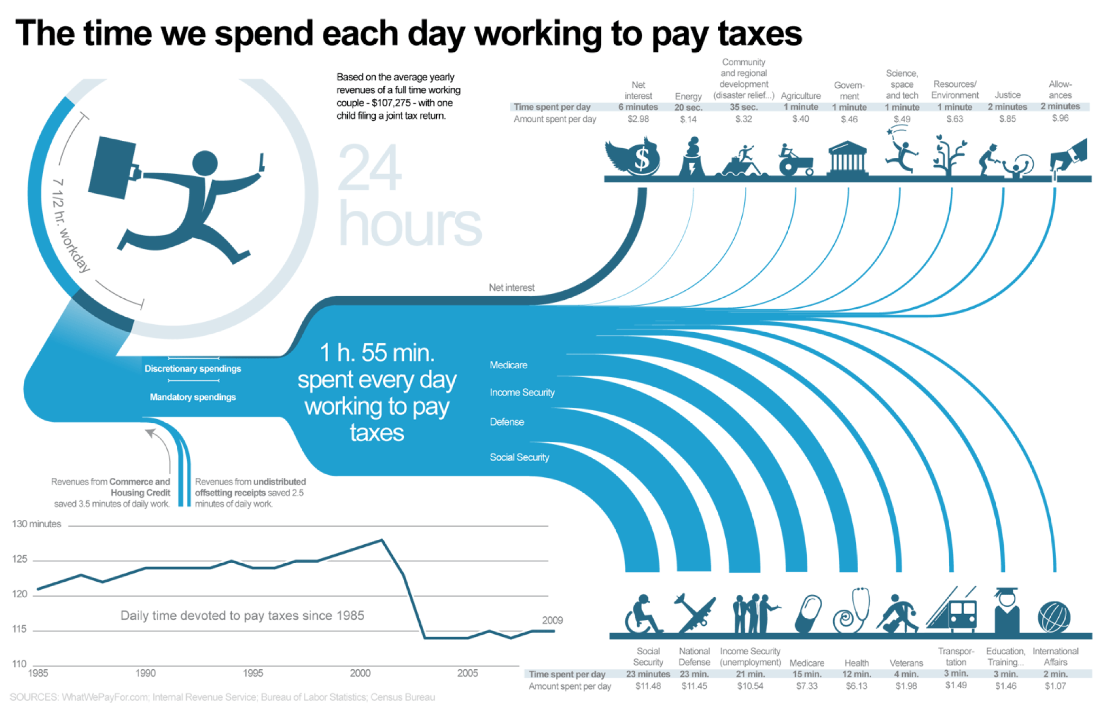 The time we spend each day working to pay taxes
Based on the average yearly
revenues of a full time working
couple - $107,275 - with one
child filing a joint tax return.
24
hours
7 1/2 hr. workday
Net
interest
Energy
Community
and regional
development
(disaster relief...)
Agriculture
Govern-
ment
Science,
space
and tech
Resources/
Environment
Justice
Allow-
ances
Time spent per day 6 minutes 20 sec. 35 sec. 1 minute 1 minute 1 minute 1 minute 2 minutes 2 minutes
Amount spent per day $2.98 $.14 $.32 $.40 $.46 $.49 $.63 $.85 $.96
$
Net interest
1 h. 55 min.
spent every day
working to pay
taxes
Discretionary spendings
Mandatory spendings
Medicare
Income Security
Defense
Social Security
Revenues from Commerce and
Housing Credit
saved 3.5 minutes of daily work.
Revenues from undistributed
offsetting receipts saved 2.5
minutes of daily work.
130 minutes
125
120
115
110
Daily time devoted to pay taxes since 1985
2009
1985 1990 1995 2000 2005
Social
Security
National
Defense
Income Security
(unemployment)
Medicare
Health
Veterans
Transpor-
tation
Education,
Training...
International
Affairs
Time spent per day 23 minutes 23 min. 21 min. 15 min. 12 min. 4 min. 3 min. 3 min. 2 min.
Amount spent per day $11.48 $11.45 $10.54 $7.33 $6.13 $1.98 $1.49 $1.46 $1.07
SOURCES: WhatWePayFor.com; Internal Revenue Service; Bureau of Labor Statistics; Census Bureau